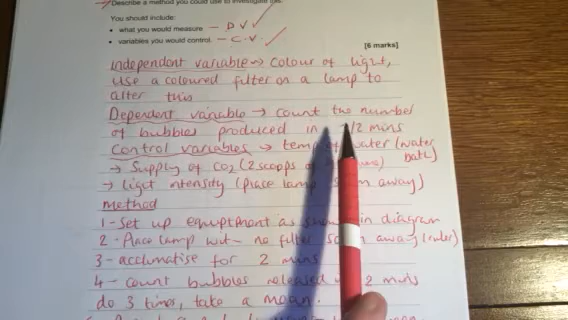 Describe a method you could use to investigate this.
You should include:
• what you would measure – D V ✓
• variables you would control. – C.V. ✓
[6 marks]
Independent variable → Colour of light,
Use a coloured filter on a lamp to
alter this
Dependent variable → count the number
of bubbles produced in 2 mins
Control variables → temp of water (water
bath)
→ Supply of CO2 (2 scoops of
→ Light intensity (place lamp away)
Method
1 - Set up equiptment as in diagram
2 - Place lamp with no filter away (ruler)
3 - acclimatise for 2 mins
4 - count bubbles released 2 mins
do 3 times, take a mean.